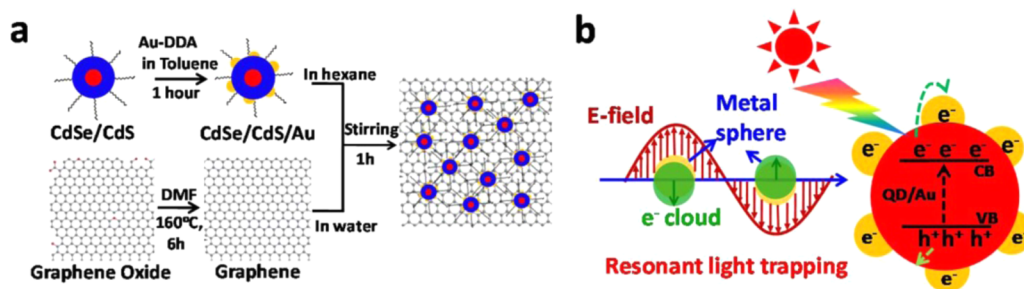 a
Au-DDA
in Toluene
1 hour
CdSe/CdS
CdSe/CdS/Au
In hexane
Stirring
1h
DMF
160°C,
6h
In water
Graphene Oxide
Graphene
b
E-field
Metal
sphere
e⁻ cloud
Resonant light trapping
e⁻
e⁻
e⁻
e⁻ e⁻ e⁻
CB
QD/Au
VB
h⁺ h⁺ h⁺
e⁻
e⁻
e⁻